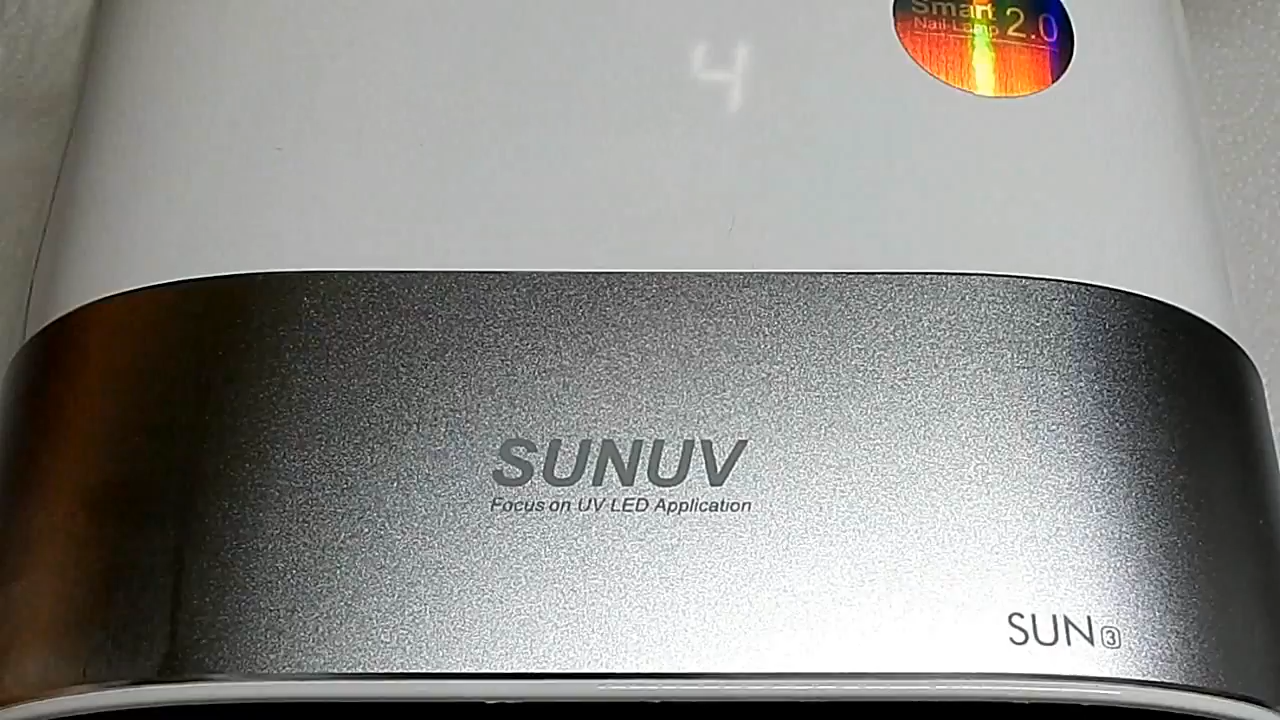 Smart
Nail Lamp 2.0
4
SUNUV
Focus on UV LED Application
SUN3